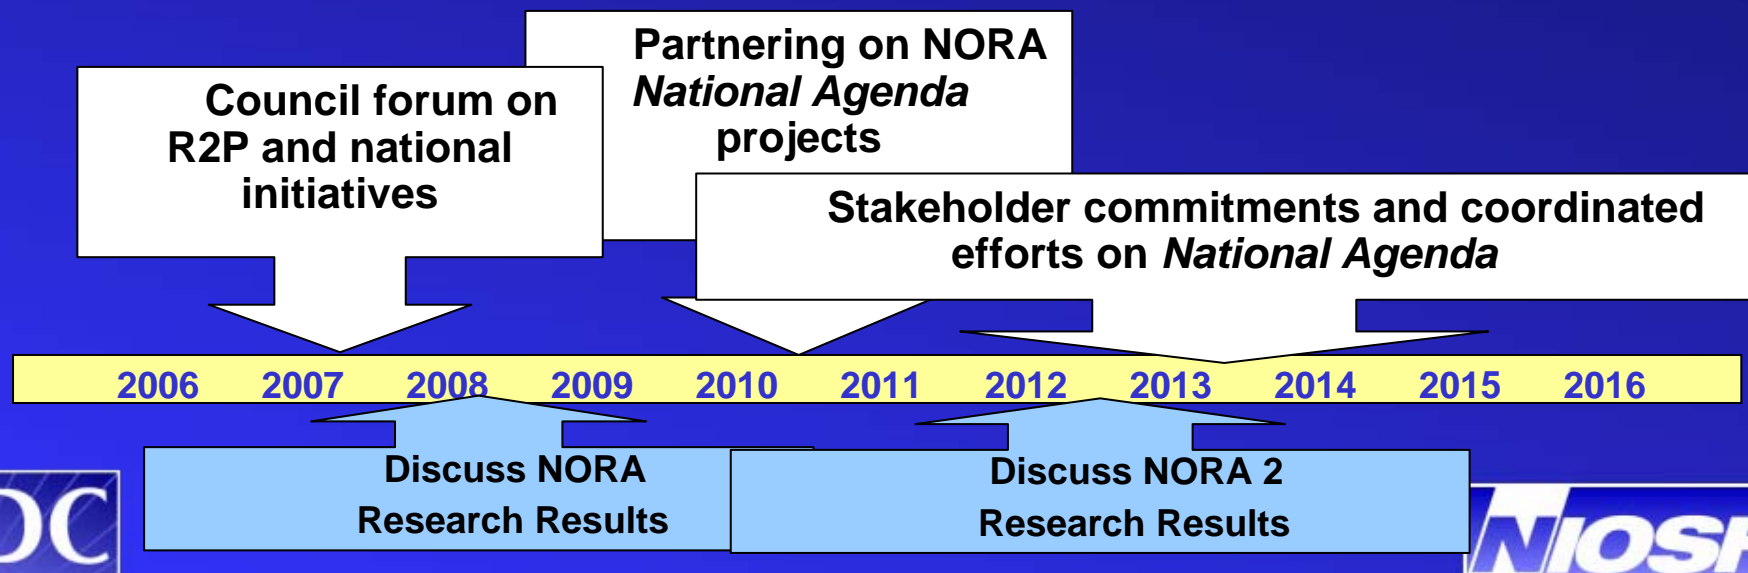 Council forum on
R2P and national
initiatives
Partnering on NORA
National Agenda
projects
Stakeholder commitments and coordinated
efforts on National Agenda
2006 2007 2008 2009 2010 2011 2012 2013 2014 2015 2016
Discuss NORA
Research Results
Discuss NORA 2
Research Results
DC
NIOSH